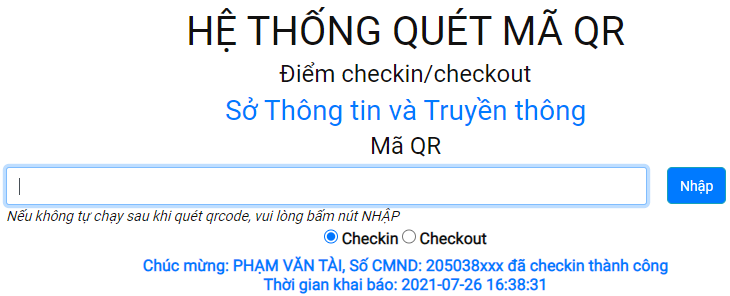 HỆ THỐNG QUÉT MÃ QR
Điểm checkin/checkout
Sở Thông tin và Truyền thông
Mã QR
Nhập
Nếu không tự chạy sau khi quét qrcode, vui lòng bấm nút NHẬP
Checkin Checkout
Chúc mừng: PHẠM VĂN TÀI, Số CMND: 205038xxx đã checkin thành công
Thời gian khai báo: 2021-07-26 16:38:31